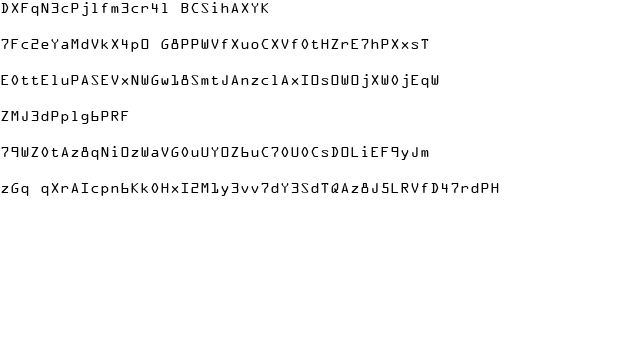 DXFqN3cPjlfm3cr4l BCSihAXYK
7Fc2eYaMdVkX4pO G8PPWVfXuoCXVf0tHZrE7hPXxsT
E0ttEluPASEVxNWGw18SmtJAnzclAxIOsOWOjXW0jEqW
ZMJ3dPplg6PRF
79WZ0tAz8qNiOzWaVG0uUYOZ6uC70U0CsDOLiEF9yJm
zGq qXrAIcpn6Kk0HxI2M1y3vv7dY3SdTQAz8J5LRVfD47rdPH